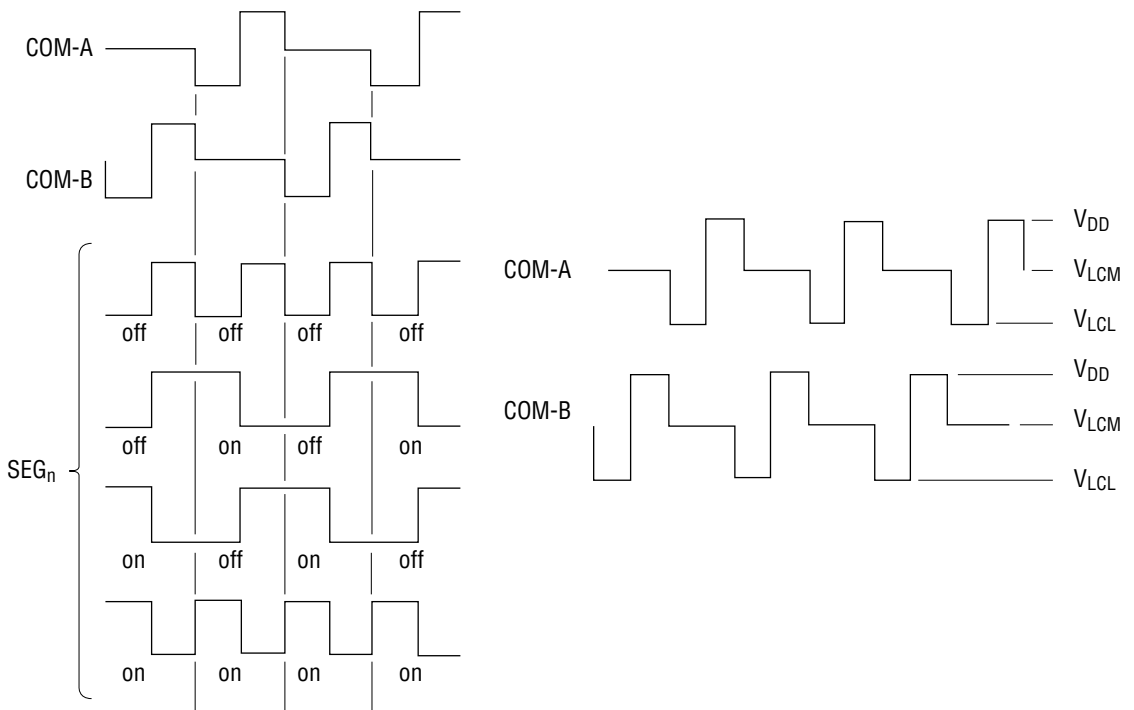 COM-A
COM-B
off off off off
off on off on
SEGn
on off on off
on on on on
COM-A
VDD
VLCM
VLCL
COM-B
VDD
VLCM
VLCL